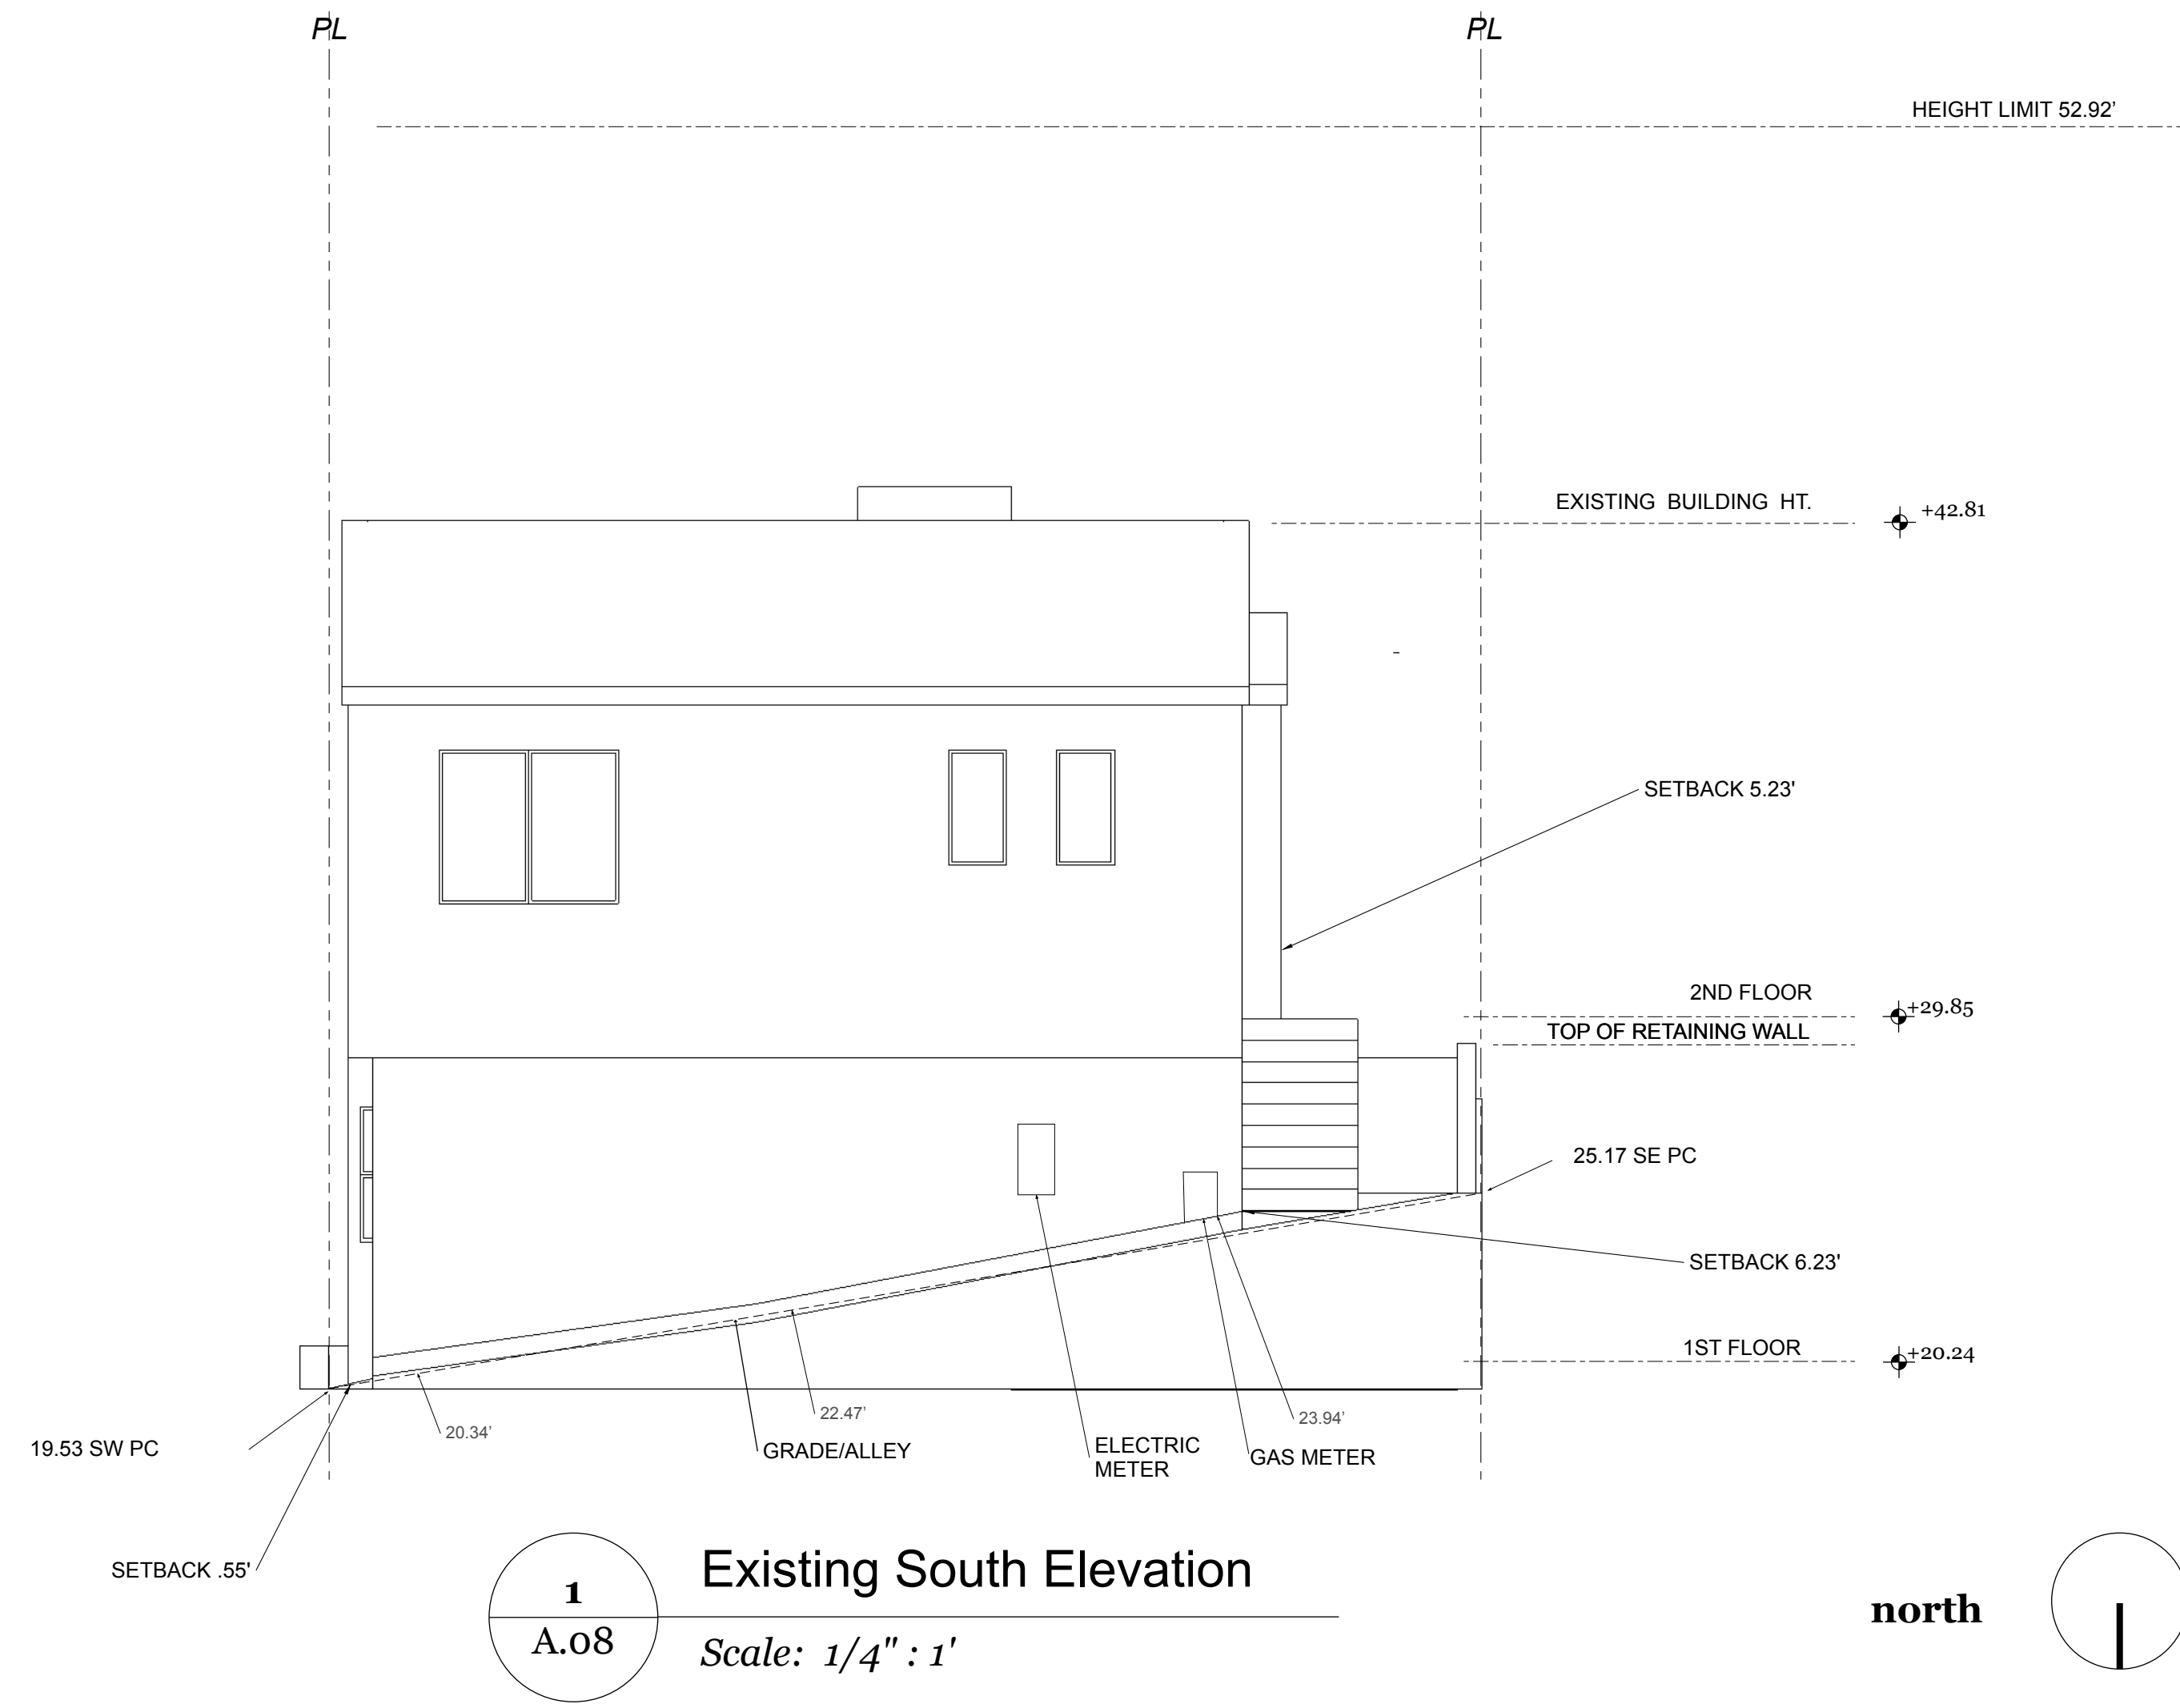 PL
PL
HEIGHT LIMIT 52.92’
EXISTING BUILDING HT.
+42.81
SETBACK 5.23'
2ND FLOOR
+29.85
TOP OF RETAINING WALL
25.17 SE PC
SETBACK 6.23'
1ST FLOOR
+20.24
22.47’
23.94’
20.34’
19.53 SW PC
GRADE/ALLEY
ELECTRIC
METER
GAS METER
SETBACK .55'
1
A.08
Existing South Elevation
Scale: 1/4" : 1'
north